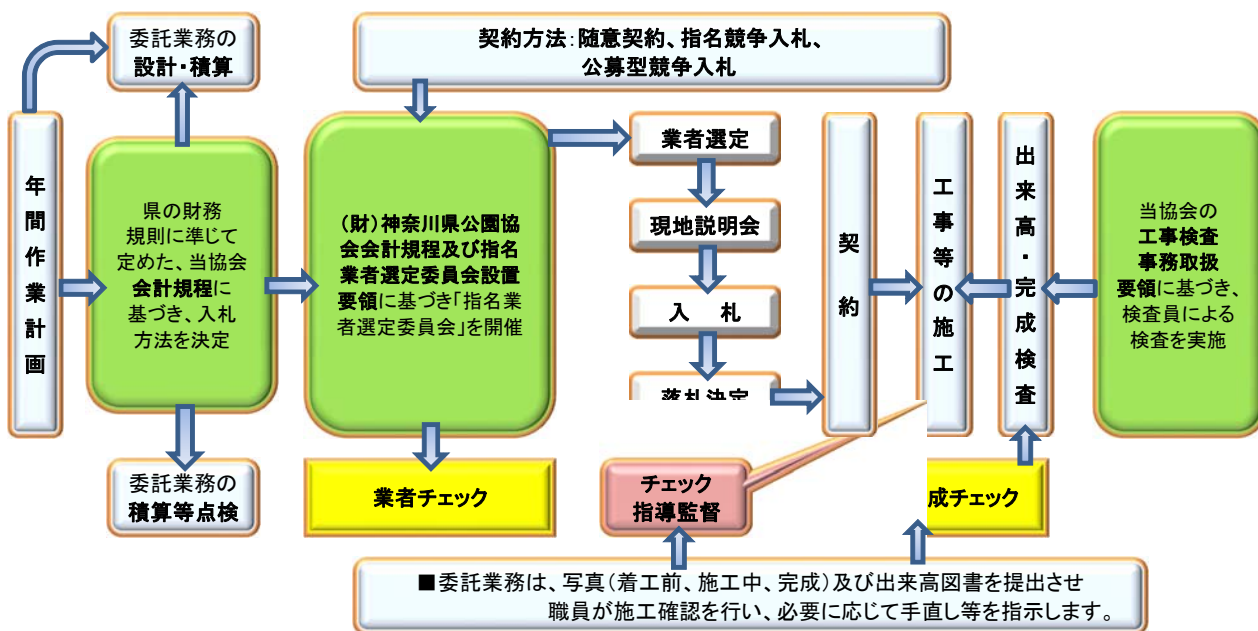 委託業務の
設計・積算
契約方法：随意契約、指名競争入札、
公募型競争入札
年間作業計画
県の財務
規則に準じて
定めた、当協会
会計規程に
基づき、入札
方法を決定
（財）神奈川県公園協
会会計規程及び指名
業者選定委員会設置
要領に基づき「指名業
者選定委員会」を開催
業者選定
現地説明会
入　札
落札決定
契約
工事等の施工
出来高・完成検査
当協会の
工事検査
事務取扱
要領に基づき、
検査員による
検査を実施
委託業務の
積算等点検
業者チェック
チェック
指導監督
成チェック
■委託業務は、写真（着工前、施工中、完成）及び出来高図書を提出させ
職員が施工確認を行い、必要に応じて手直し等を指示します。